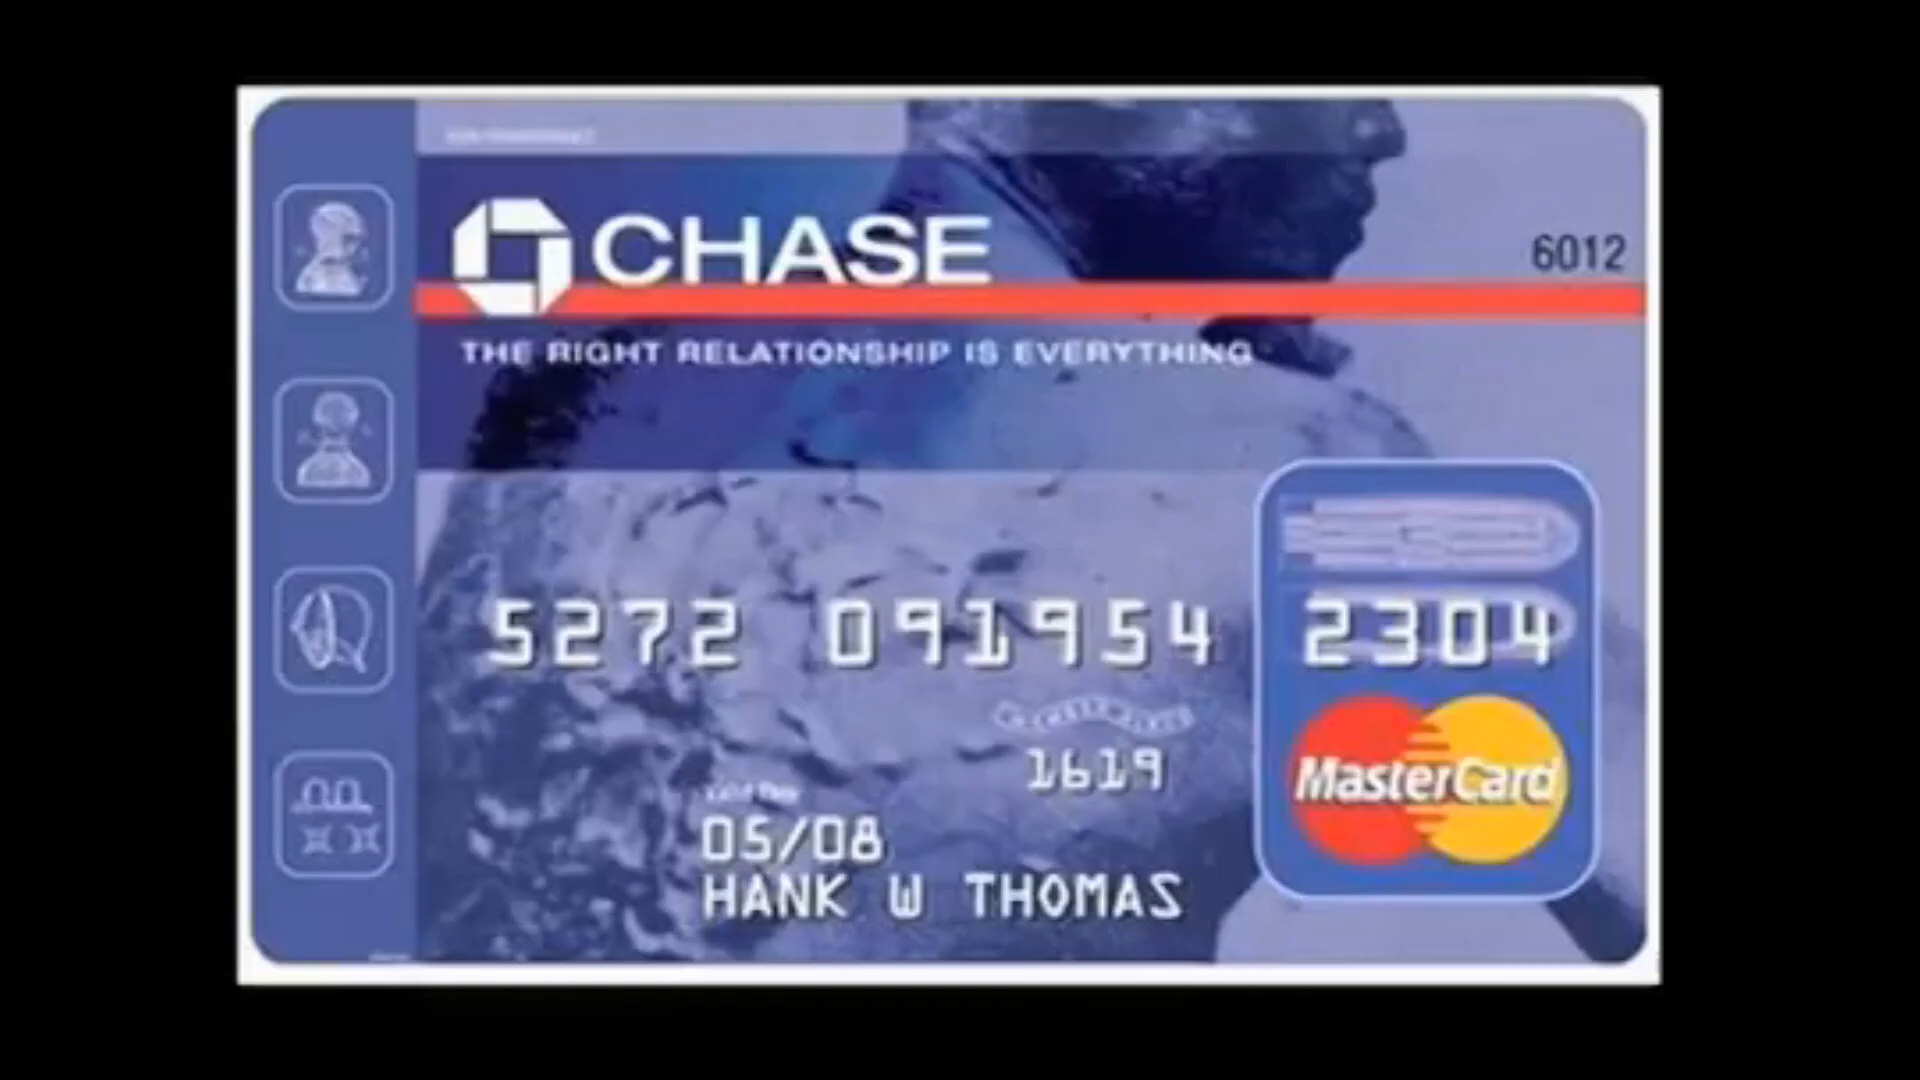 CHASE
6012
THE RIGHT RELATIONSHIP IS EVERYTHING
5272 091954 2304
1619
05/08
HANK W THOMAS
MasterCard